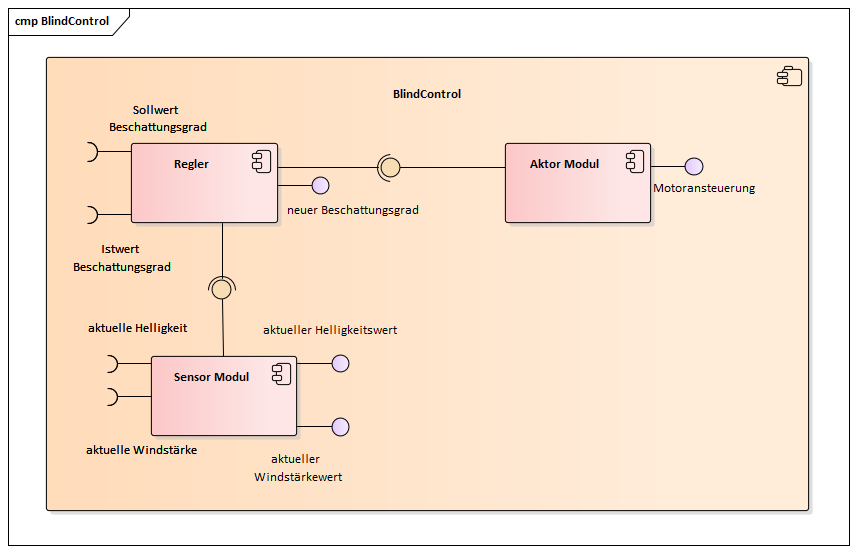 cmp BlindControl
BlindControl
Sollwert
Beschattungsgrad
Regler
Aktor Modul
Motoransteuerung
neuer Beschattungsgrad
Istwert
Beschattungsgrad
aktuelle Helligkeit
aktueller Helligkeitswert
Sensor Modul
aktuelle Windstärke
aktueller
Windstärkewert